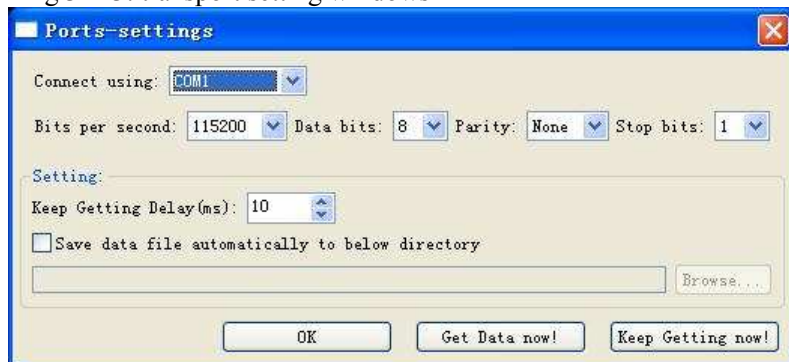 Ports-settings
Connect using: COM1
Bits per second: 115200 Data bits: 8 Parity: None Stop bits: 1
Setting:
Keep Getting Delay(ms): 10
Save data file automatically to below directory
Browse...
OK Get Data now! Keep Getting now!